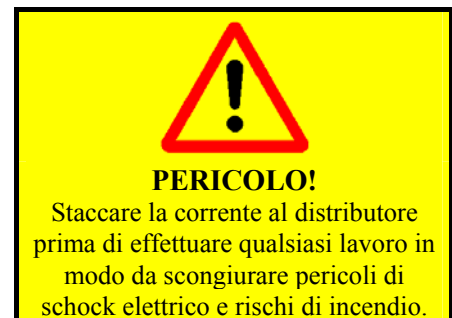 PERICOLO!
Staccare la corrente al distributore
prima di effettuare qualsiasi lavoro in
modo da scongiurare pericoli di
schock elettrico e rischi di incendio.